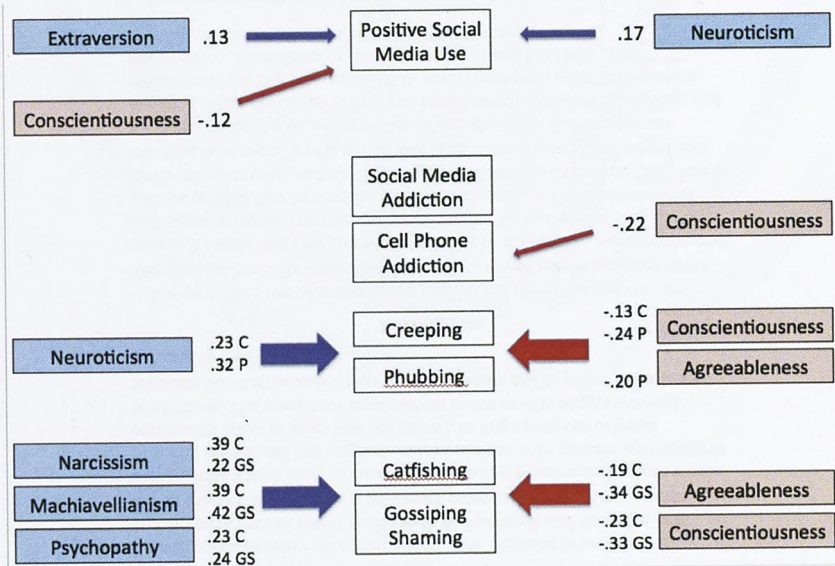 Extraversion .13 Positive Social .17 Neuroticism
Media Use
Conscientiousness -.12
Social Media
Addiction
-.22 Conscientiousness
Cell Phone
Addiction
-.13 C
.23 C Creeping -.24 P Conscientiousness
Neuroticism .32 P
Phubbing -.20 P Agreeableness
.39 C
Narcissism .22 GS Catfishing -.19 C
.39 C -.34 GS Agreeableness
Machiavellianism .42 GS Gossiping -.23 C
.23 C Shaming -.33 GS Conscientiousness
Psychopathy .24 GS